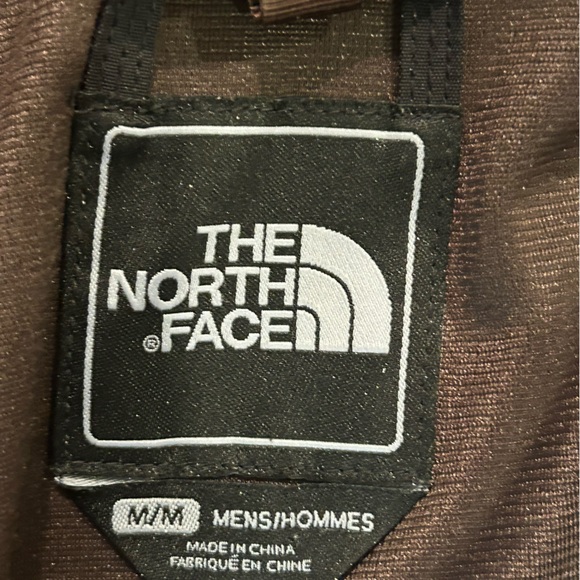 THE
NORTH
®FACE
M/M MENS/HOMMES
MADE IN CHINA
FABRIQUÉ EN CHINE